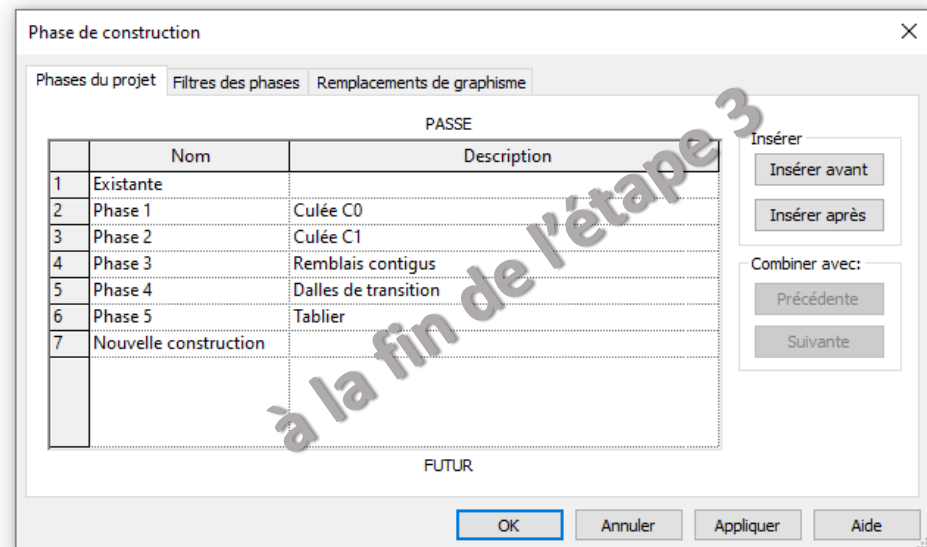 Phase de construction
Phases du projet Filtres des phases Remplacements de graphisme
PASSE
Nom Description
1 Existante
2 Phase 1 Culée C0
3 Phase 2 Culée C1
4 Phase 3 Remblais contigus
5 Phase 4 Dalles de transition
6 Phase 5 Tablier
7 Nouvelle construction
FUTUR
Insérer
Insérer avant
Insérer après
Combiner avec:
Précédente
Suivante
à la fin de l'étape 3
OK Annuler Appliquer Aide